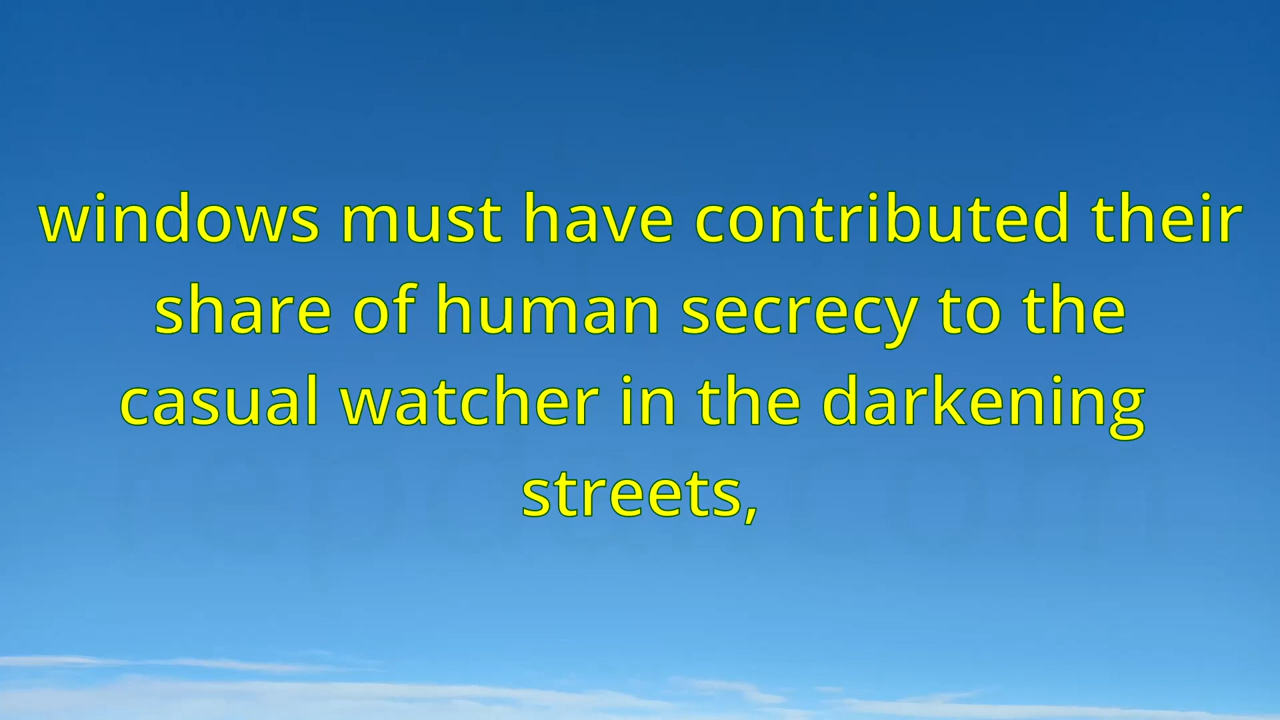 windows must have contributed their
share of human secrecy to the
casual watcher in the darkening
streets,